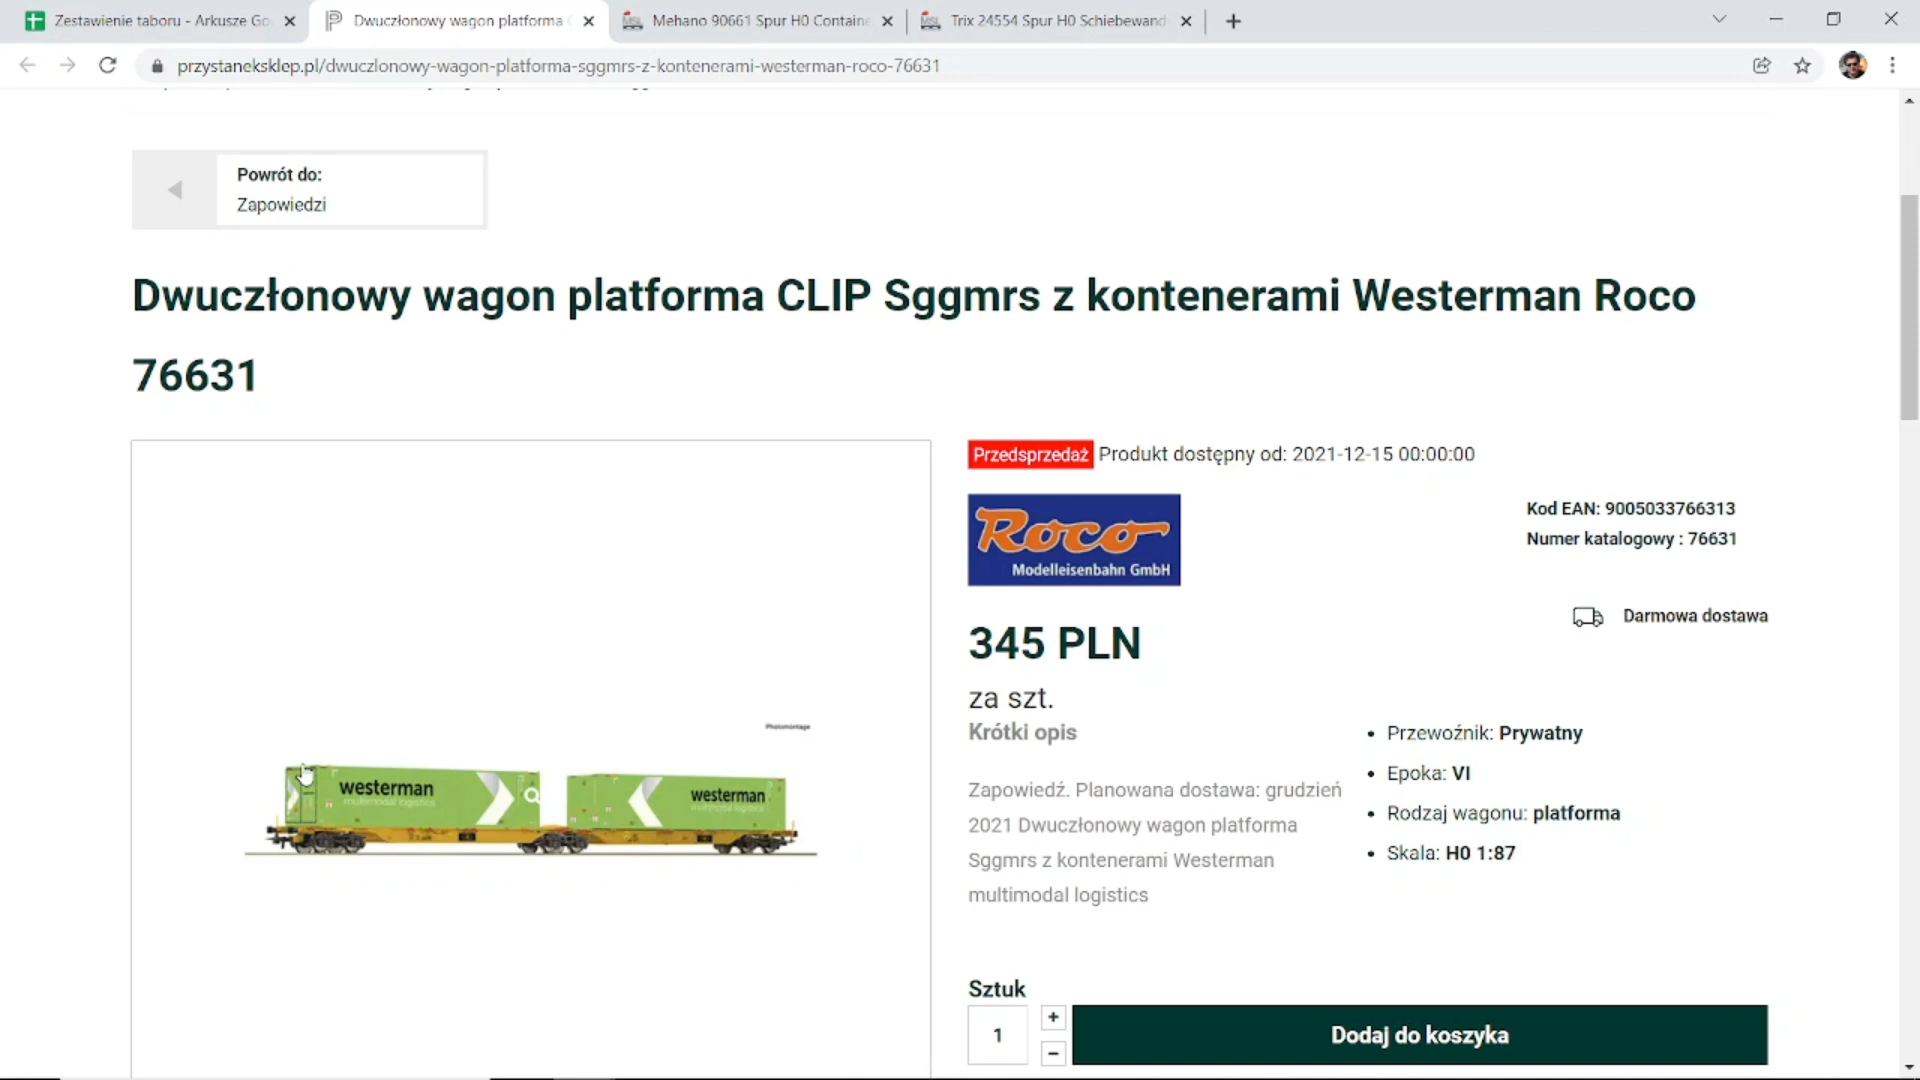 Zestawienie taboru - Arkusze Go
Dwuczłonowy wagon platforma
Mehano 90661 Spur H0 Containe
Trix 24554 Spur H0 Schiebewand
przystaneksklep.pl/dwuczlonowy-wagon-platforma-sggmrs-z-kontenerami-westerman-roco-76631
Powrót do:
Zapowiedzi
Dwuczłonowy wagon platforma CLIP Sggmrs z kontenerami Westerman Roco
76631
Przedsprzedaż Produkt dostępny od: 2021-12-15 00:00:00
Roco
Modelleisenbahn GmbH
Kod EAN: 9005033766313
Numer katalogowy : 76631
Darmowa dostawa
345 PLN
za szt.
Krótki opis
Zapowiedź. Planowana dostawa: grudzień
2021 Dwuczłonowy wagon platforma
Sggmrs z kontenerami Westerman
multimodal logistics
• Przewoźnik: Prywatny
• Epoka: VI
• Rodzaj wagonu: platforma
• Skala: H0 1:87
Photomontage
westerman
multimodal logistics
westerman
multimodal logistics
Sztuk
1
+
−
Dodaj do koszyka